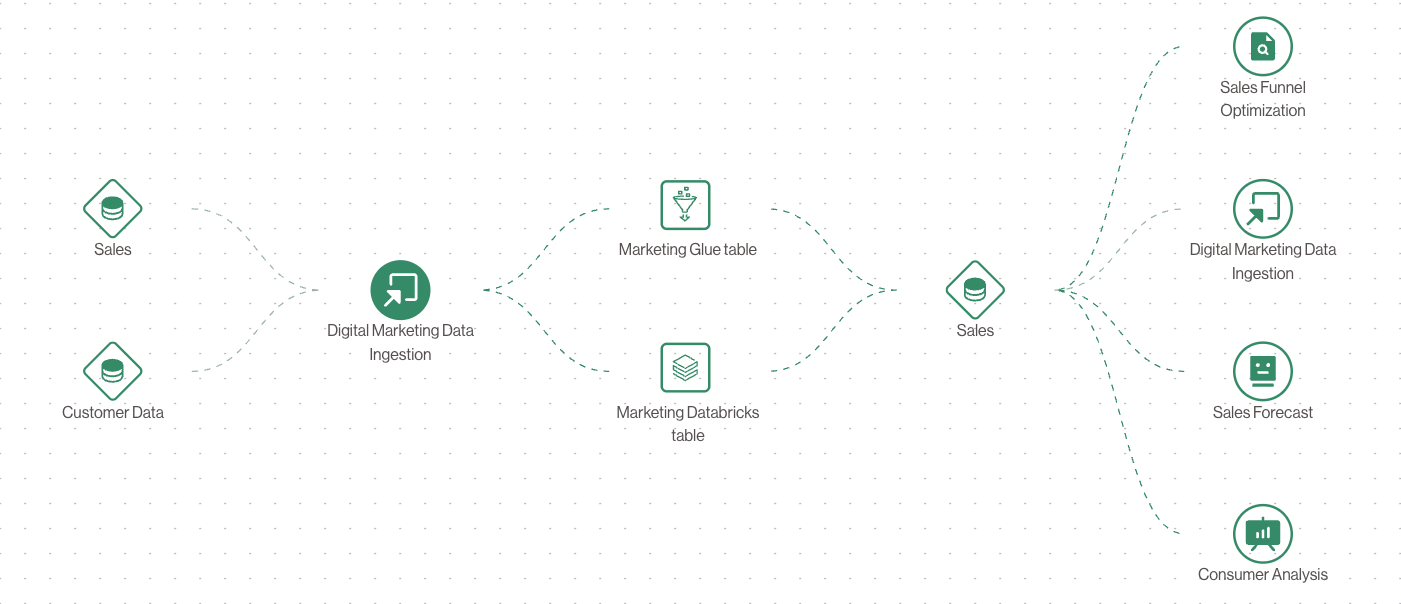 Sales
Customer Data
Digital Marketing Data
Ingestion
Marketing Glue table
Marketing Databricks
table
Sales
Sales Funnel
Optimization
Digital Marketing Data
Ingestion
Sales Forecast
Consumer Analysis